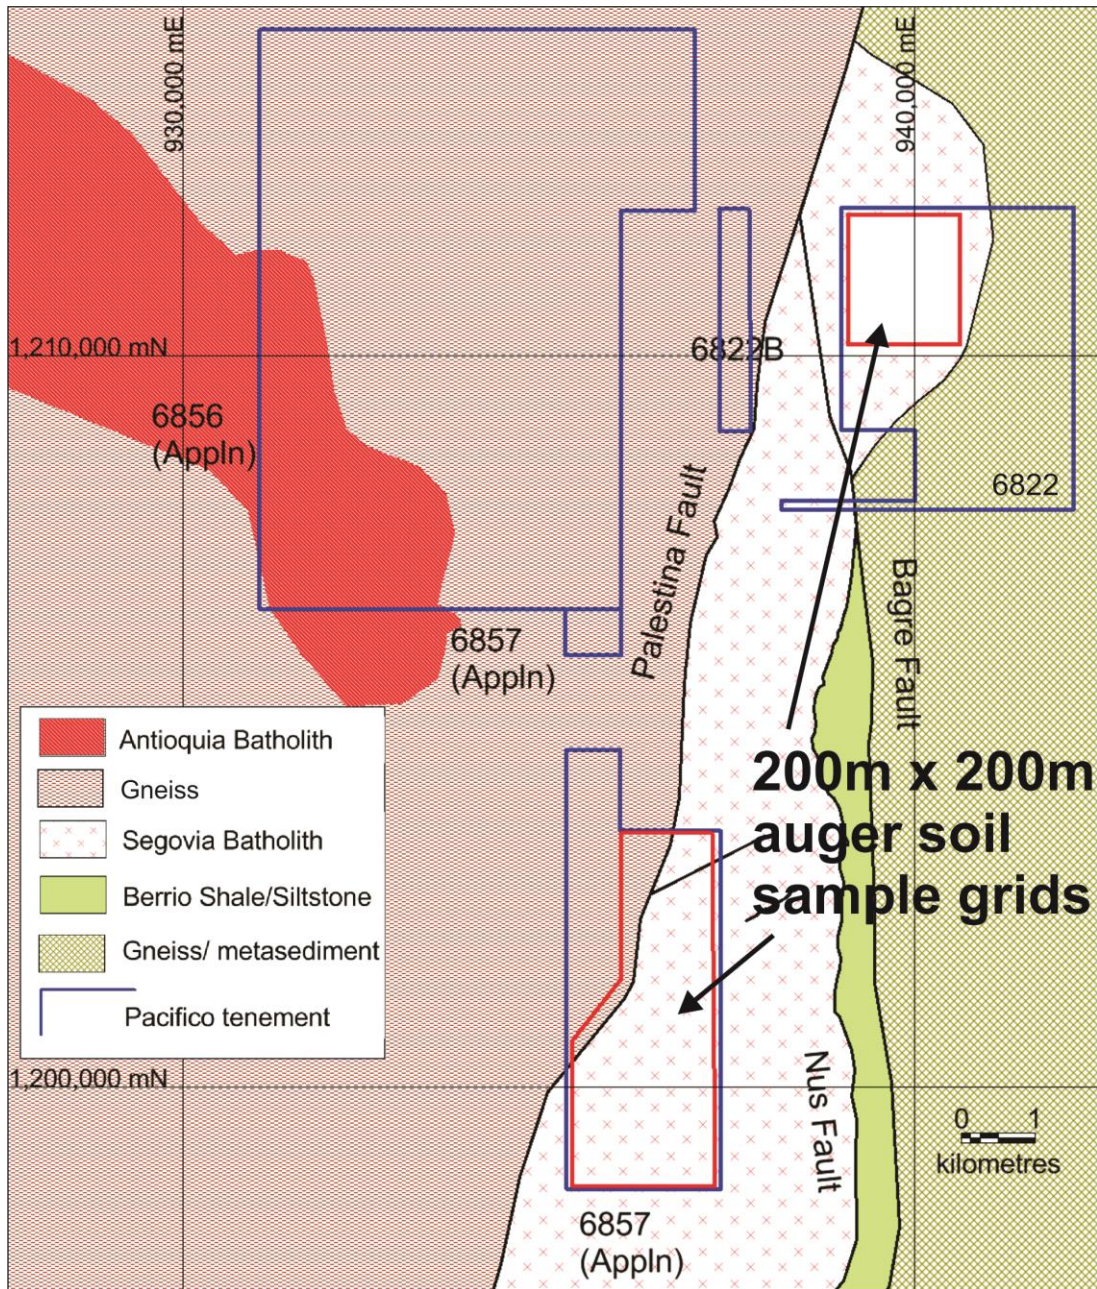 930,000 mE
940,000 mE
1,210,000 mN
6822B
6856
(Appln)
6822
Palestina Fault
Bagre Fault
6857
(Appln)
Antioquia Batholith
Gneiss
Segovia Batholith
Berrio Shale/Siltstone
Gneiss/ metasediment
Pacifico tenement
200m x 200m
auger soil
sample grids
1,200,000 mN
Nus Fault
0 1
kilometres
6857
(Appln)